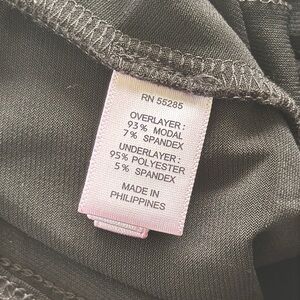 RN 55285
OVERLAYER:
93% MODAL
7% SPANDEX
UNDERLAYER:
95% POLYESTER
5% SPANDEX
MADE IN
PHILIPPINES